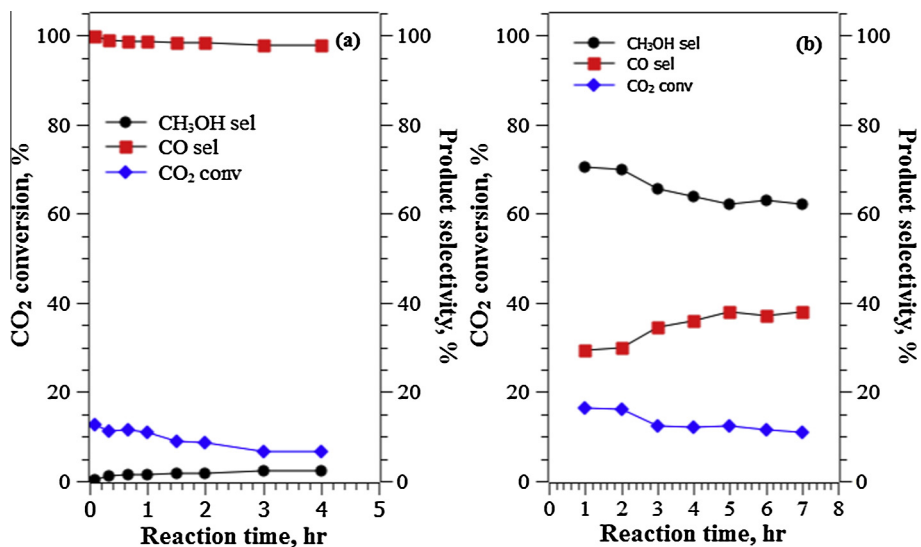 (a)
CH₃OH sel
CO sel
CO₂ conv
CO₂ conversion, %
100
80
60
40
20
0
Product selectivity, %
100
80
60
40
20
0
0 1 2 3 4 5
Reaction time, hr
(b)
CH₃OH sel
CO sel
CO₂ conv
CO₂ conversion, %
100
80
60
40
20
0
Product selectivity, %
100
80
60
40
20
0
0 1 2 3 4 5 6 7 8
Reaction time, hr